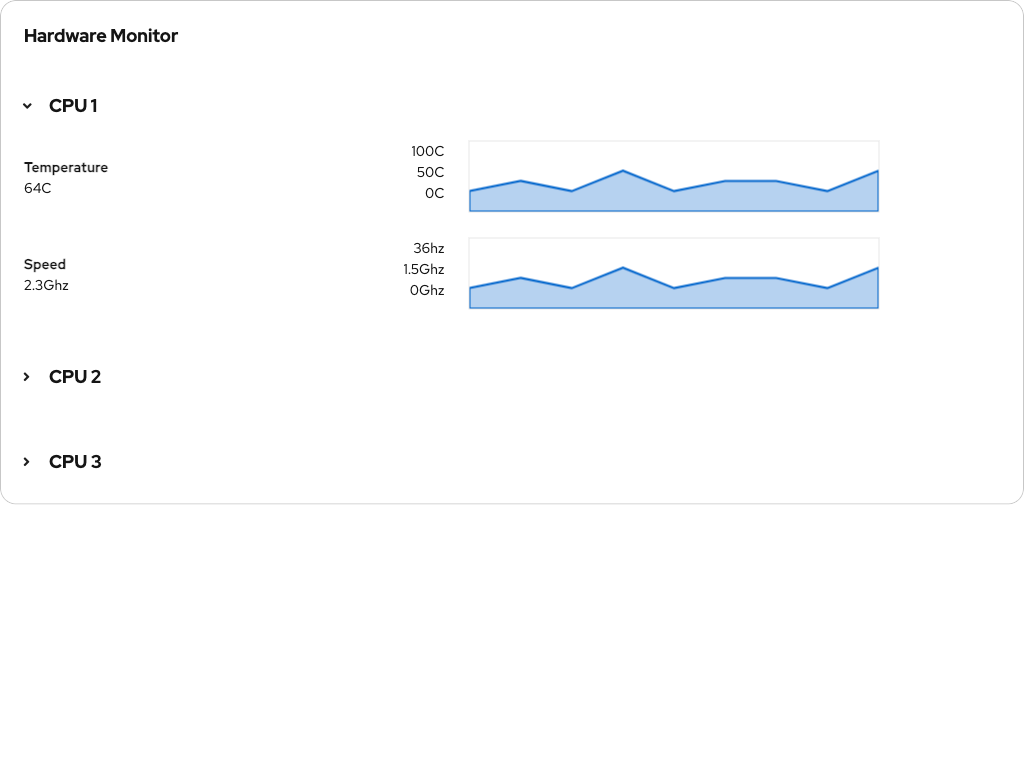 Hardware Monitor
CPU 1
Temperature
64C
100C
50C
0C
Speed
2.3Ghz
36hz
1.5Ghz
0Ghz
CPU 2
CPU 3